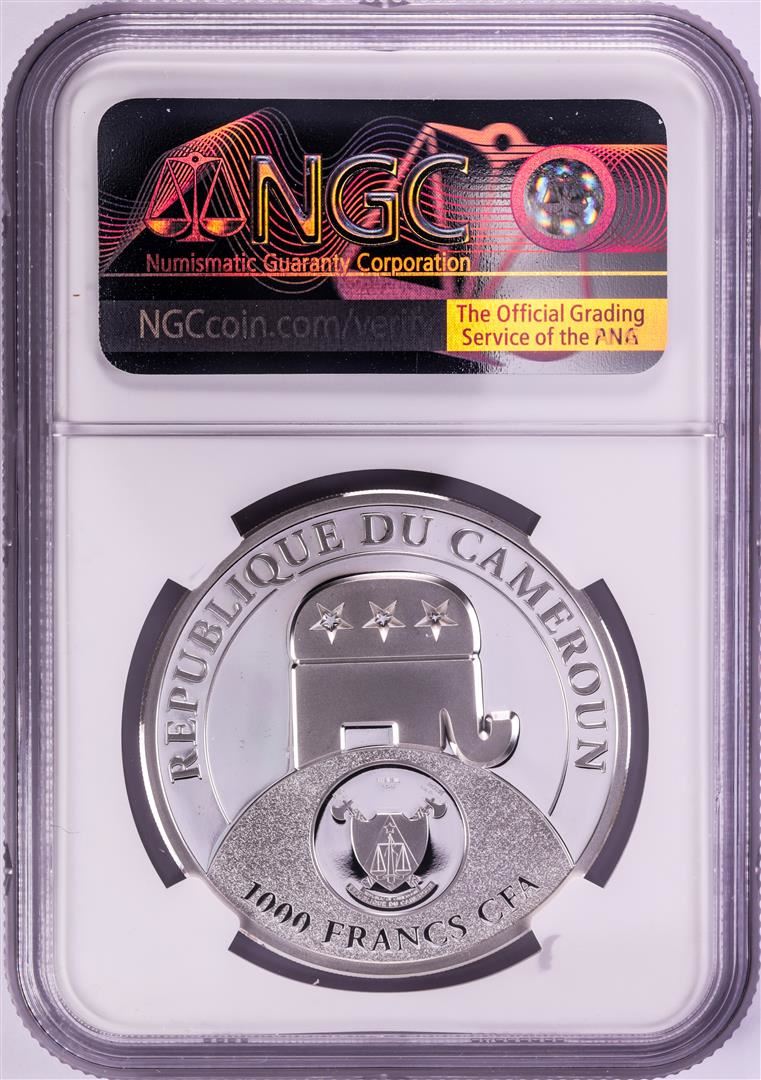 NGC
Numismatic Guaranty Corporation
NGCcoin.com/verify
The Official Grading
Service of the ANA
REPUBLIQUE DU CAMEROUN
1000 FRANCS CFA